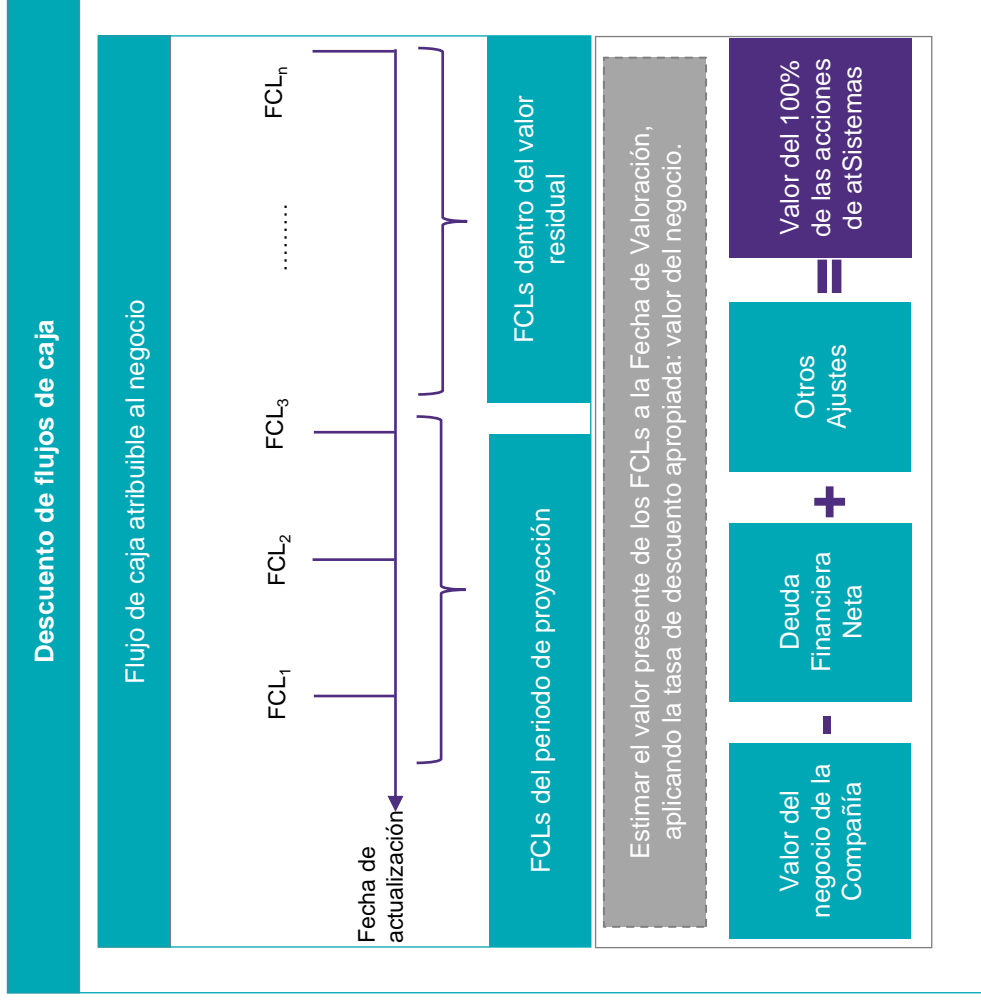 Descuento de flujos de caja
Flujo de caja atribuible al negocio
FCL1
FCL2
FCL3
.........
FCLn
Fecha de
actualización
FCLs del periodo de proyección
FCLs dentro del valor
residual
Estimar el valor presente de los FCLs a la Fecha de Valoración,
aplicando la tasa de descuento apropiada: valor del negocio.
Valor del
negocio de la
Compañía
-
Deuda
Financiera
Neta
+
Otros
Ajustes
=
Valor del 100%
de las acciones
de atSistemas